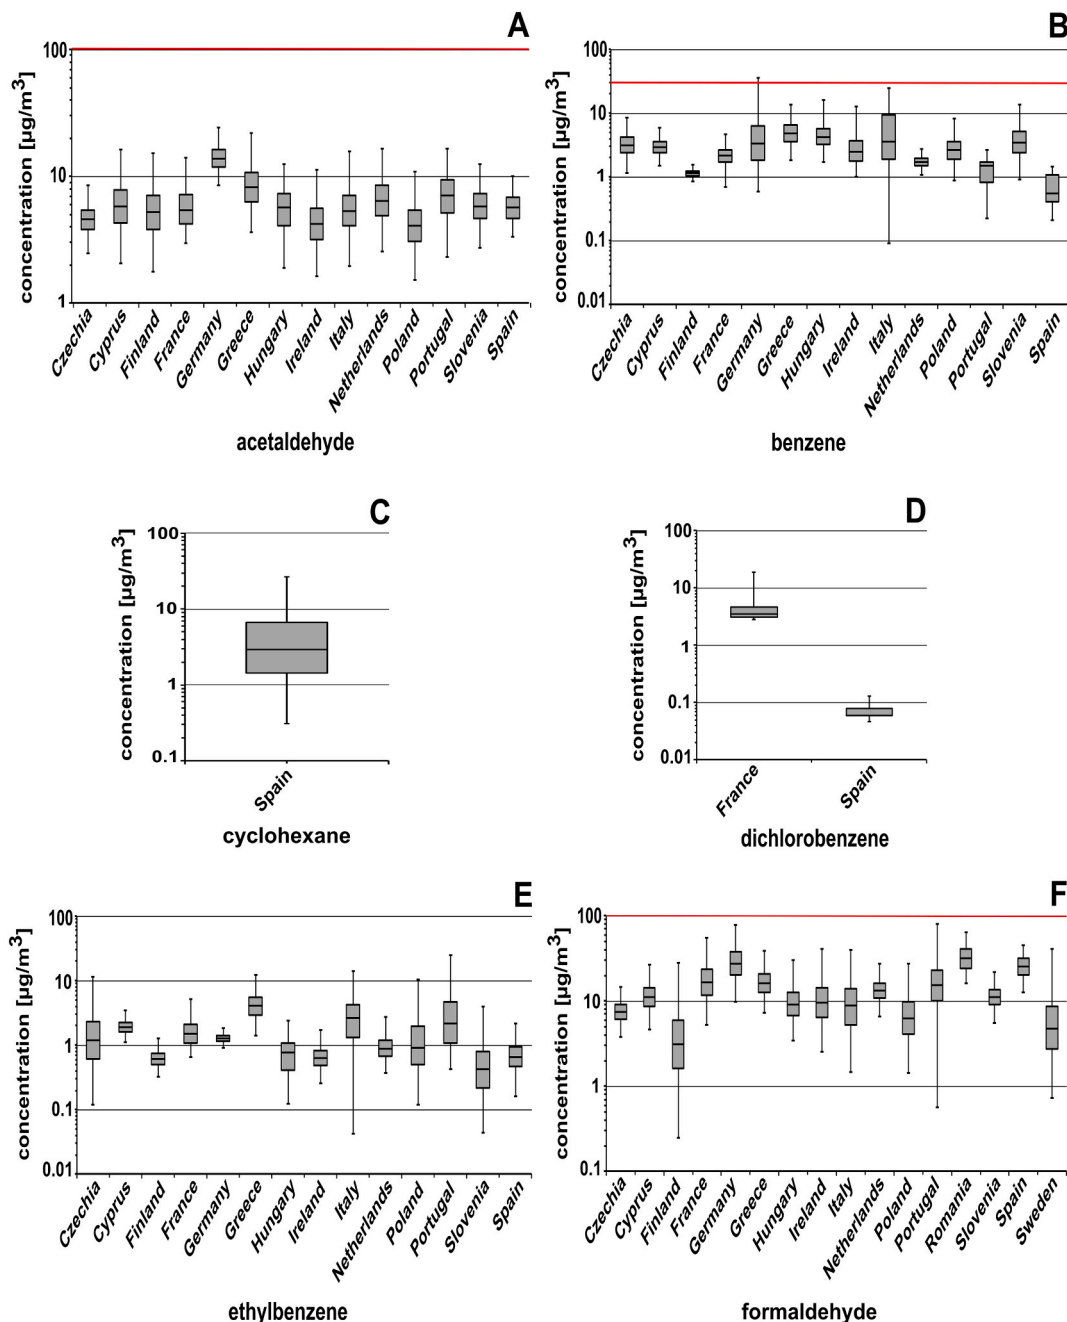 A
concentration [µg/m³]
100
10
1
Czechia
Cyprus
Finland
France
Germany
Greece
Hungary
Ireland
Italy
Netherlands
Poland
Portugal
Slovenia
Spain
acetaldehyde
B
concentration [µg/m³]
100
10
1
0.1
0.01
Czechia
Cyprus
Finland
France
Germany
Greece
Hungary
Ireland
Italy
Netherlands
Poland
Portugal
Slovenia
Spain
benzene
C
concentration [µg/m³]
100
10
1
0.1
Spain
cyclohexane
D
concentration [µg/m³]
100
10
1
0.1
0.01
France
Spain
dichlorobenzene
E
concentration [µg/m³]
100
10
1
0.1
0.01
Czechia
Cyprus
Finland
France
Germany
Greece
Hungary
Ireland
Italy
Netherlands
Poland
Portugal
Slovenia
Spain
ethylbenzene
F
concentration [µg/m³]
100
10
1
0.1
Czechia
Cyprus
Finland
France
Germany
Greece
Hungary
Ireland
Italy
Netherlands
Poland
Portugal
Romania
Slovenia
Spain
Sweden
formaldehyde